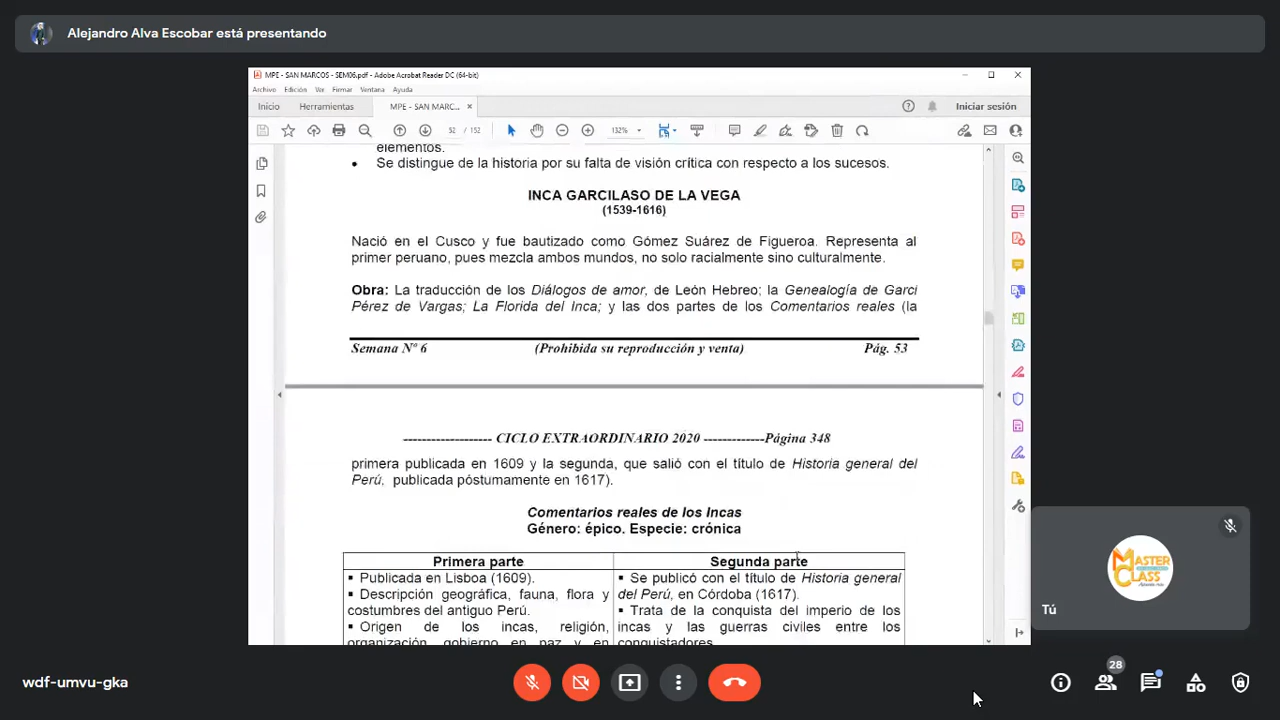 Alejandro Alva Escobar está presentando
MPE - SAN MARCOS - SEM06.pdf - Adobe Acrobat Reader DC (64-bit)
Archivo Edición Ver Firmar Ventana Ayuda
Inicio Herramientas MPE - SAN MARC... × Iniciar sesión
52 / 152 132%
elementos.
• Se distingue de la historia por su falta de visión crítica con respecto a los sucesos.
INCA GARCILASO DE LA VEGA
(1539-1616)
Nació en el Cusco y fue bautizado como Gómez Suárez de Figueroa. Representa al
primer peruano, pues mezcla ambos mundos, no solo racialmente sino culturalmente.
Obra: La traducción de los Diálogos de amor, de León Hebreo; la Genealogía de Garci
Pérez de Vargas; La Florida del Inca; y las dos partes de los Comentarios reales (la
Semana Nº 6 (Prohibida su reproducción y venta) Pág. 53
------------------- CICLO EXTRAORDINARIO 2020 -------------Página 348
primera publicada en 1609 y la segunda, que salió con el título de Historia general del
Perú, publicada póstumamente en 1617).
Comentarios reales de los Incas
Género: épico. Especie: crónica
Primera parte
▪ Publicada en Lisboa (1609).
▪ Descripción geográfica, fauna, flora y
costumbres del antiguo Perú.
▪ Origen de los incas, religión,
organización, gobierno en paz y en
Segunda parte
▪ Se publicó con el título de Historia general
del Perú, en Córdoba (1617).
▪ Trata de la conquista del imperio de los
incas y las guerras civiles entre los
conquistadores.
MASTER
CLASS
Tú
wdf-umvu-gka
28